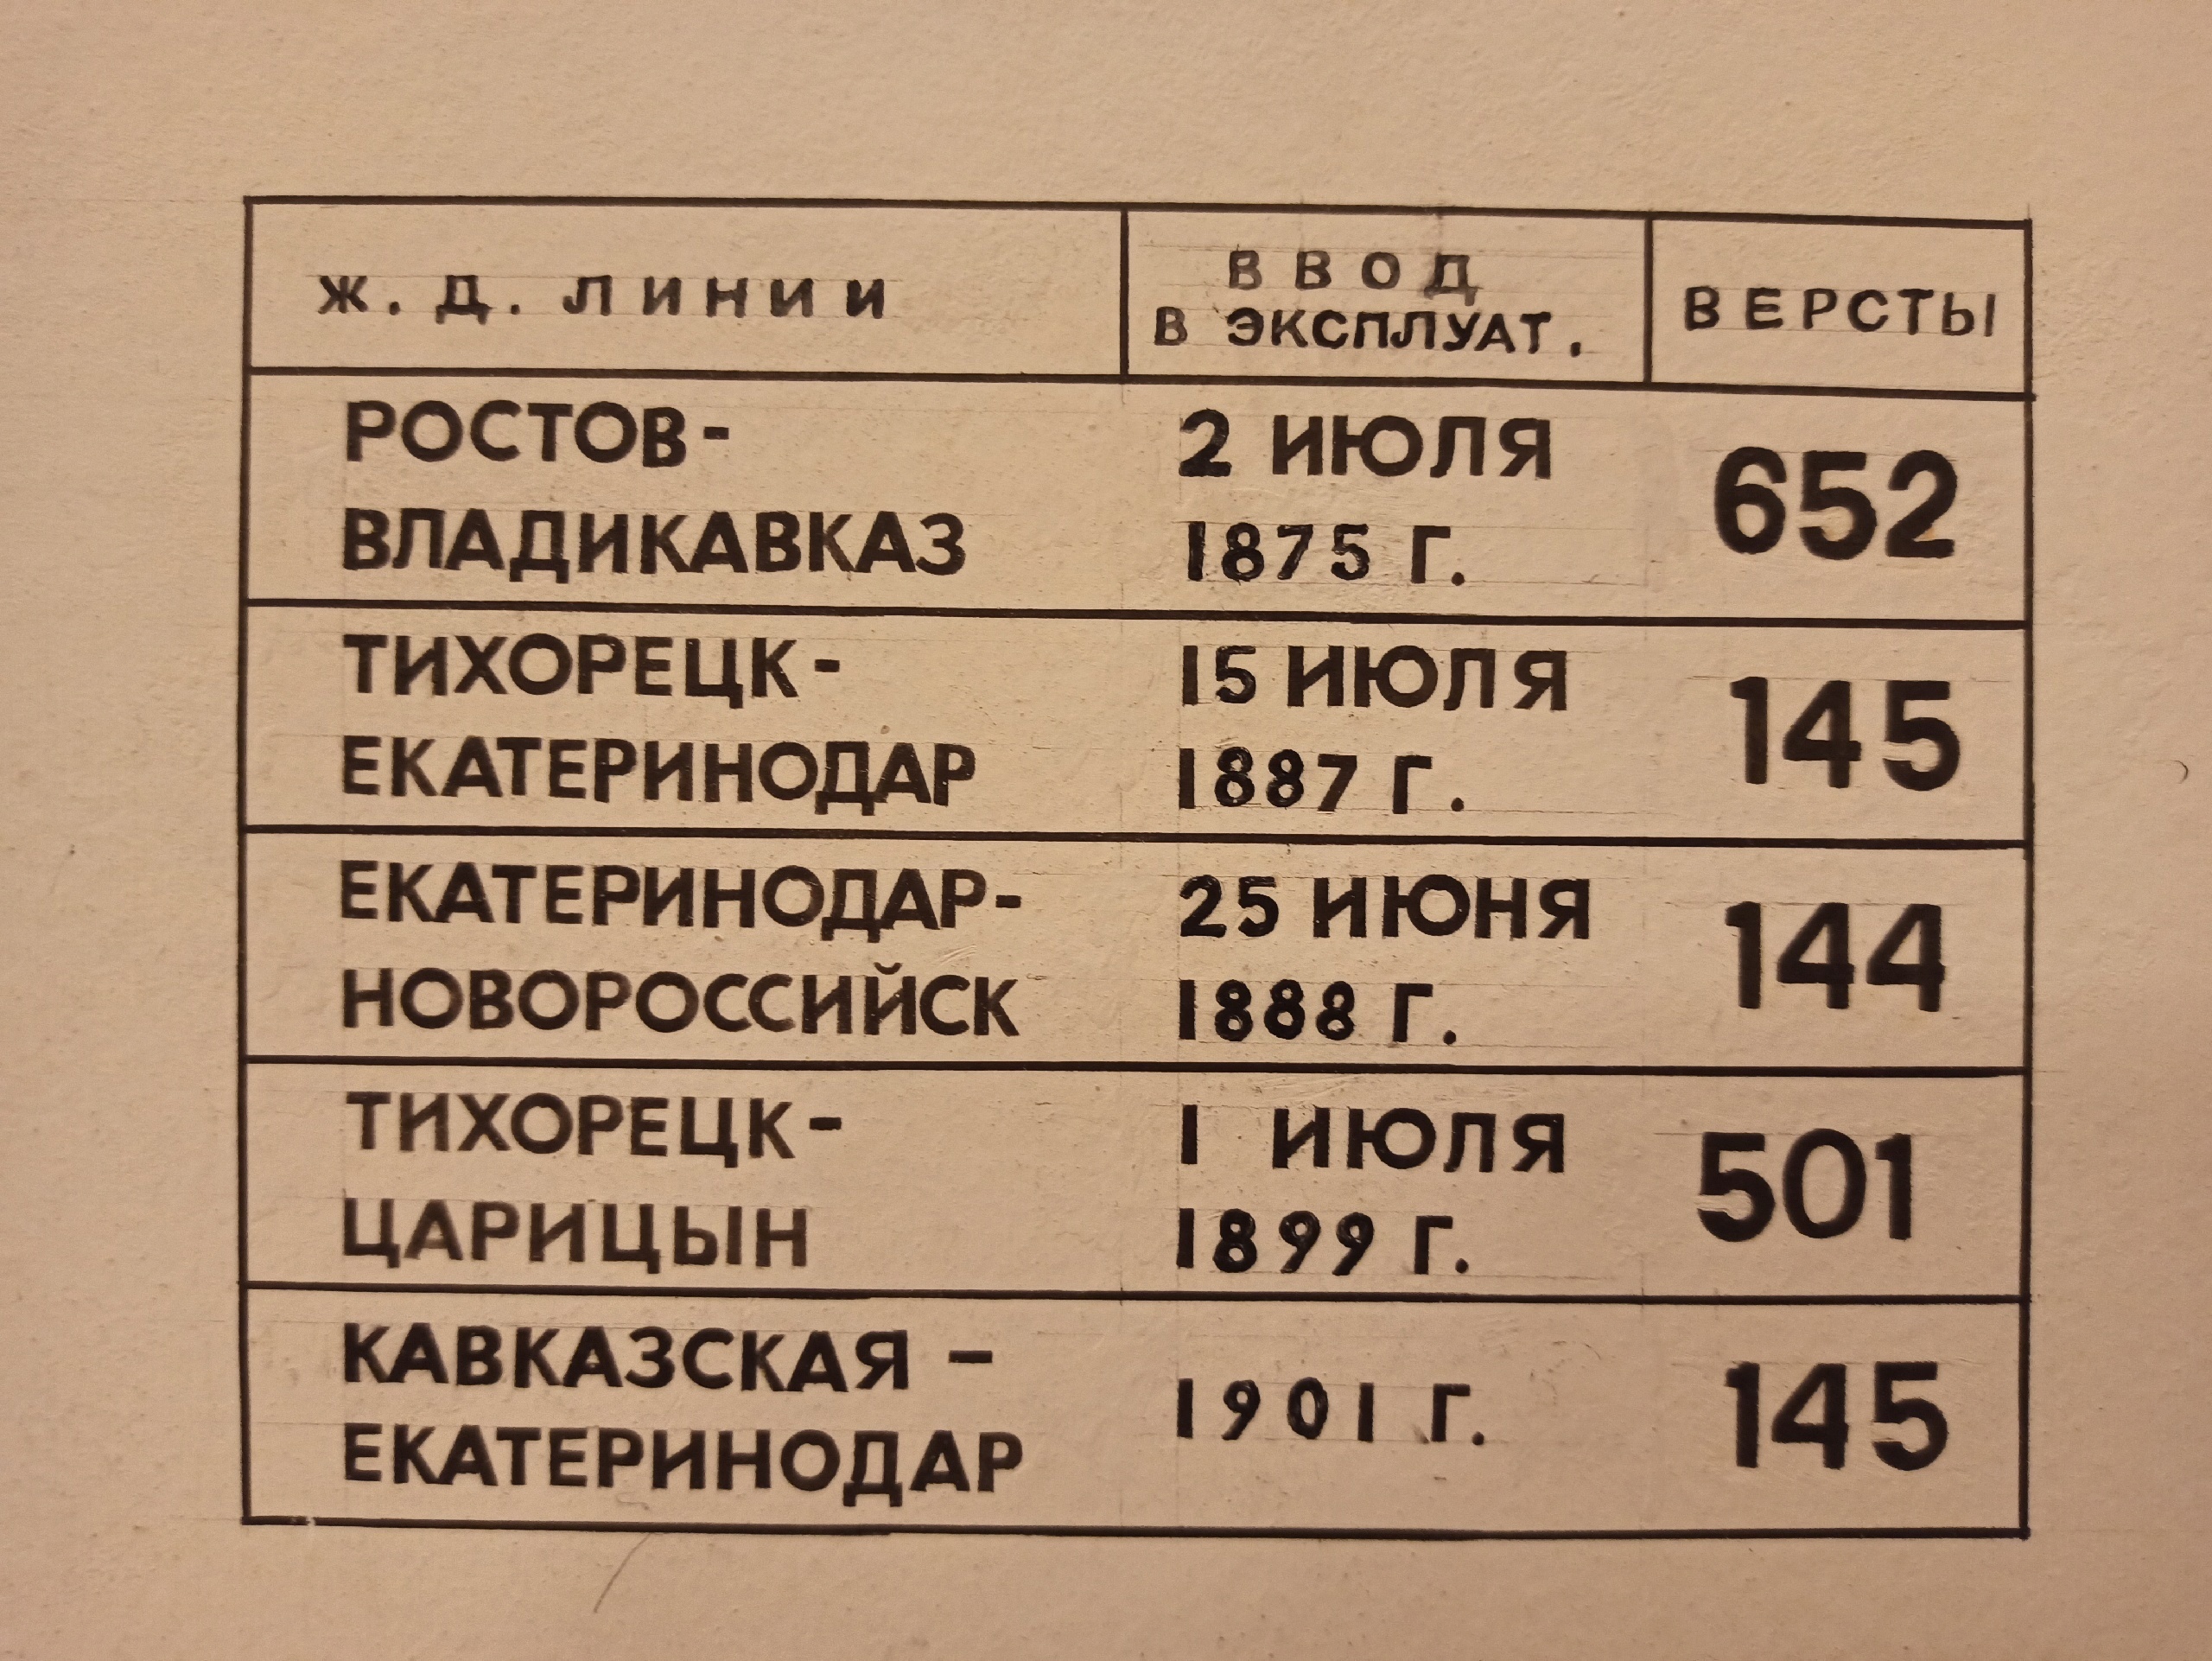 Ж. Д. ЛИНИИ
ВВОД
В ЭКСПЛУАТ.
ВЕРСТЫ
РОСТОВ-
ВЛАДИКАВКАЗ
2 ИЮЛЯ
1875 Г.
652
ТИХОРЕЦК-
ЕКАТЕРИНОДАР
15 ИЮЛЯ
1887 Г.
145
ЕКАТЕРИНОДАР-
НОВОРОССИЙСК
25 ИЮНЯ
1888 Г.
144
ТИХОРЕЦК-
ЦАРИЦЫН
1 ИЮЛЯ
1899 Г.
501
КАВКАЗСКАЯ –
ЕКАТЕРИНОДАР
1901 Г.
145